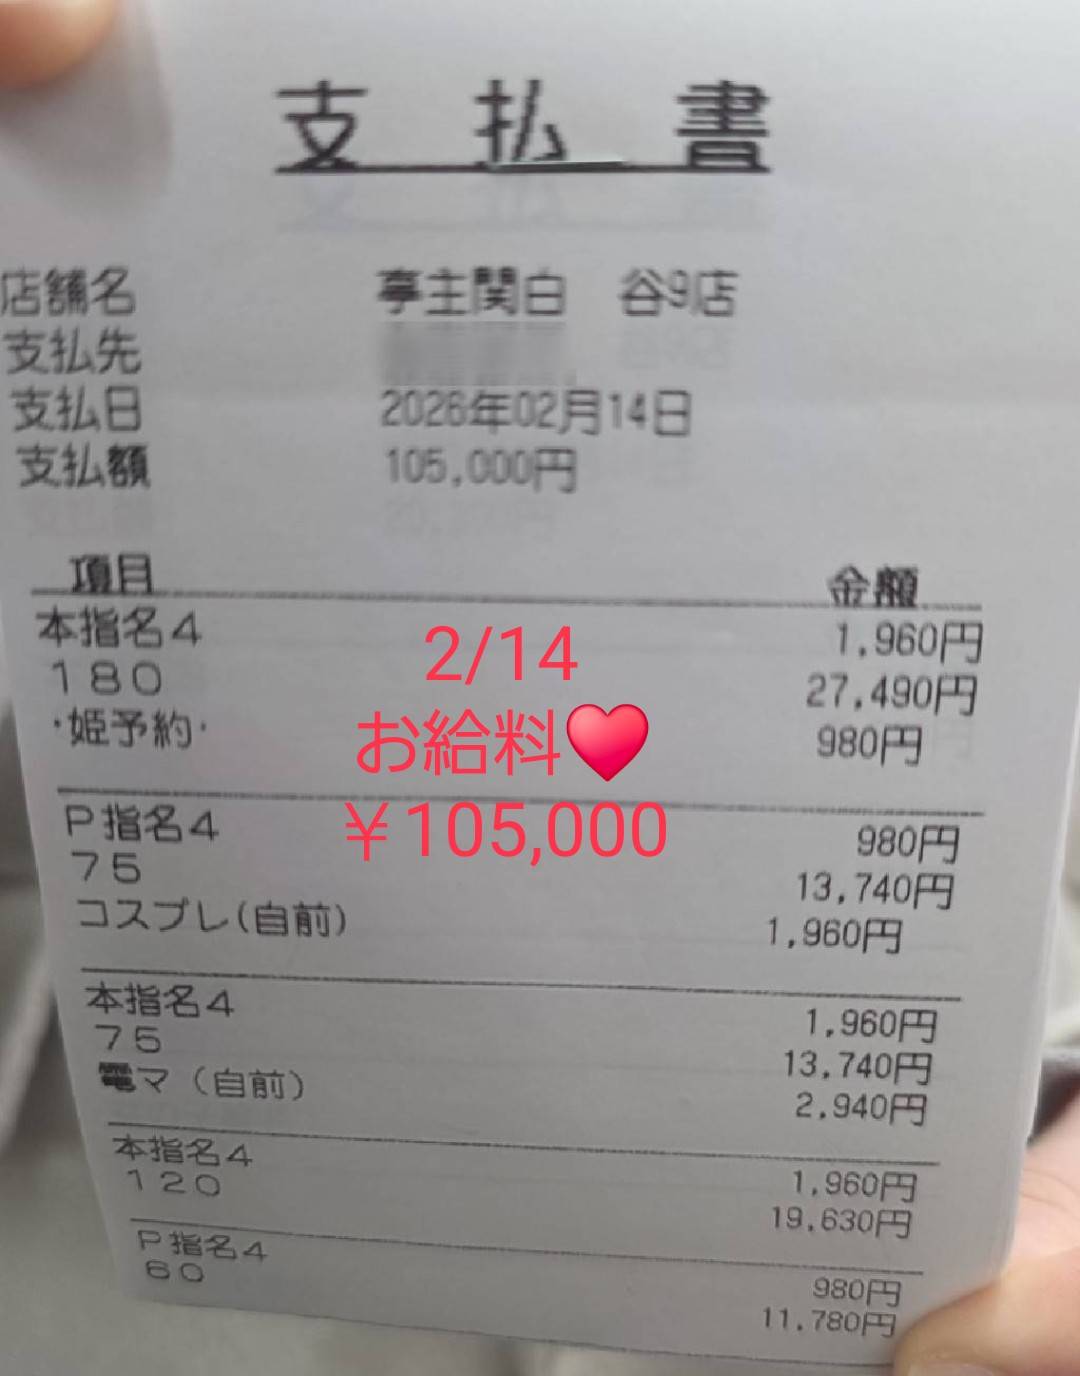 支払書
店舗名 亭主関白 谷9店
支払先
支払日 2026年02月14日
支払額 105,000円
項目 金額
本指名4 1,960円
180 27,490円
・姫予約・ 980円
2/14
お給料❤
￥105,000
P指名4 980円
75 13,740円
コスプレ(自前) 1,960円
本指名4 1,960円
75 13,740円
電マ(自前) 2,940円
本指名4 1,960円
120 19,630円
P指名4 980円
60 11,780円